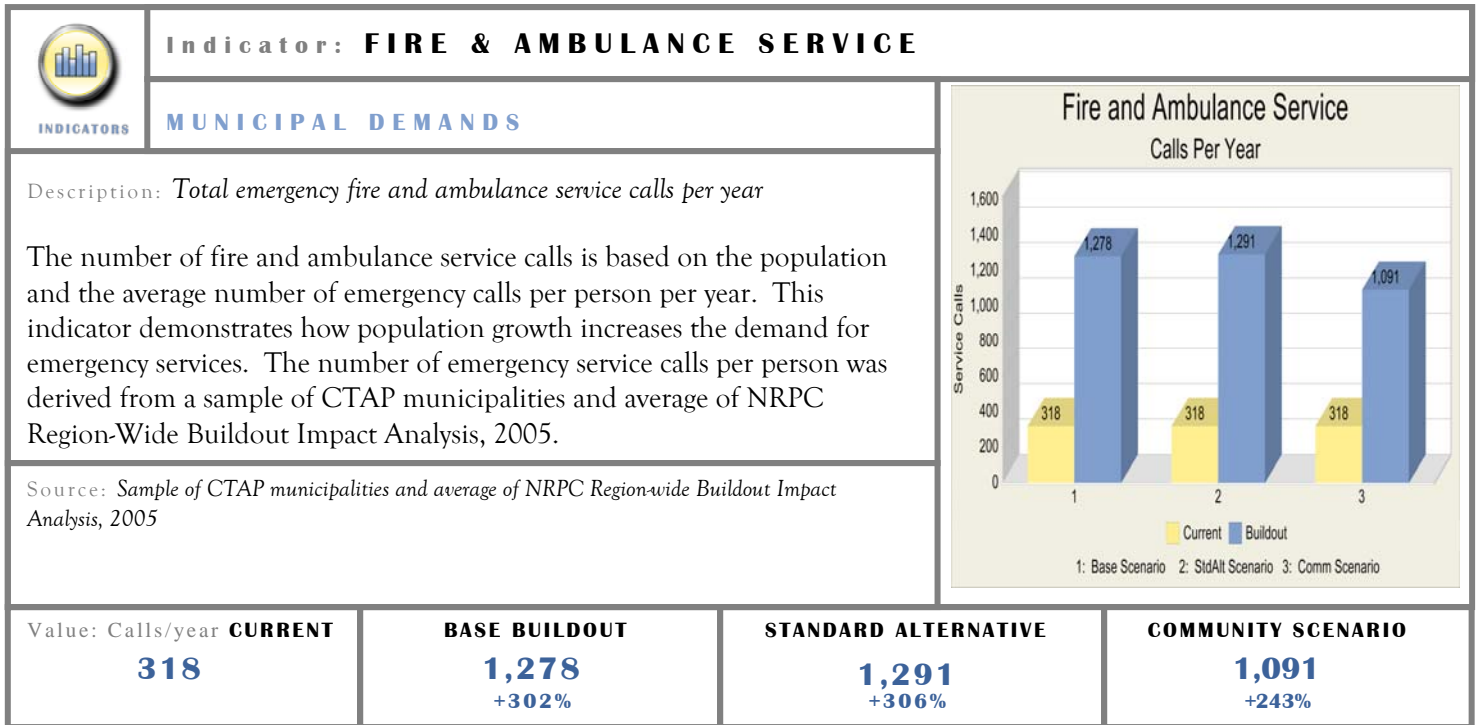 Indicator: FIRE & AMBULANCE SERVICE
INDICATORS
MUNICIPAL DEMANDS
Description: Total emergency fire and ambulance service calls per year
The number of fire and ambulance service calls is based on the population
and the average number of emergency calls per person per year. This
indicator demonstrates how population growth increases the demand for
emergency services. The number of emergency service calls per person was
derived from a sample of CTAP municipalities and average of NRPC
Region-Wide Buildout Impact Analysis, 2005.
Source: Sample of CTAP municipalities and average of NRPC Region-wide Buildout Impact
Analysis, 2005
Fire and Ambulance Service
Calls Per Year
Service Calls
1,600
1,400
1,200
1,000
800
600
400
200
0
318
1,278
318
1,291
318
1,091
1
2
3
Current Buildout
1: Base Scenario 2: StdAlt Scenario 3: Comm Scenario
Value: Calls/year CURRENT
318
BASE BUILDOUT
1,278
+302%
STANDARD ALTERNATIVE
1,291
+306%
COMMUNITY SCENARIO
1,091
+243%